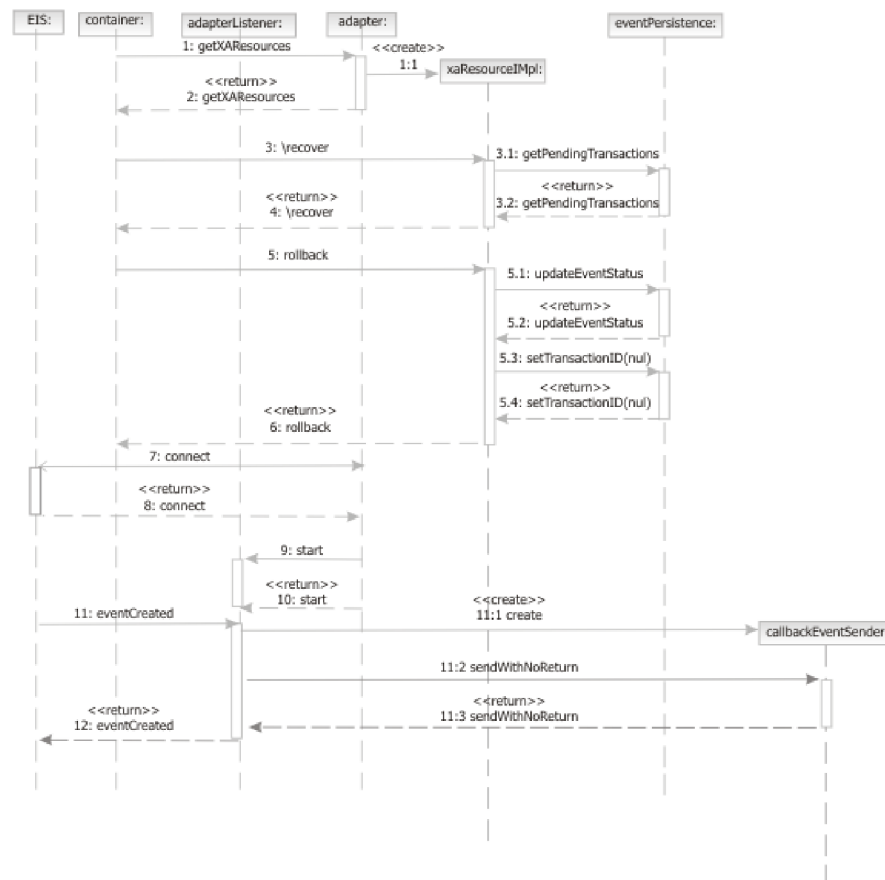 EIS:
container:
adapterListener:
adapter:
eventPersistence:
1: getXAResources
<<create>>
1:1
xaResourceIMpl:
<<return>>
2: getXAResources
3: \recover
3.1: getPendingTransactions
<<return>>
3.2: getPendingTransactions
<<return>>
4: \recover
5: rollback
5.1: updateEventStatus
<<return>>
5.2: updateEventStatus
5.3: setTransactionID(nul)
<<return>>
5.4: setTransactionID(nul)
<<return>>
6: rollback
7: connect
<<return>>
8: connect
9: start
<<return>>
10: start
11: eventCreated
<<create>>
11:1 create
callbackEventSender
11:2 sendWithNoReturn
<<return>>
11:3 sendWithNoReturn
<<return>>
12: eventCreated